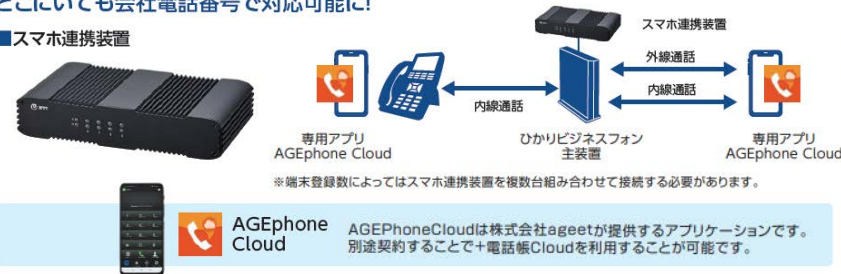 どこにいても会社電話番号で対応可能に!
■スマホ連携装置
スマホ連携装置
外線通話
内線通話
内線通話
専用アプリ
AGEphone Cloud
ひかりビジネスフォン
主装置
専用アプリ
AGEphone Cloud
※端末登録数によってはスマホ連携装置を複数台組み合わせて接続する必要があります。
AGEphone
Cloud
AGEPhoneCloudは株式会社ageetが提供するアプリケーションです。
別途契約することで+電話帳Cloudを利用することが可能です。